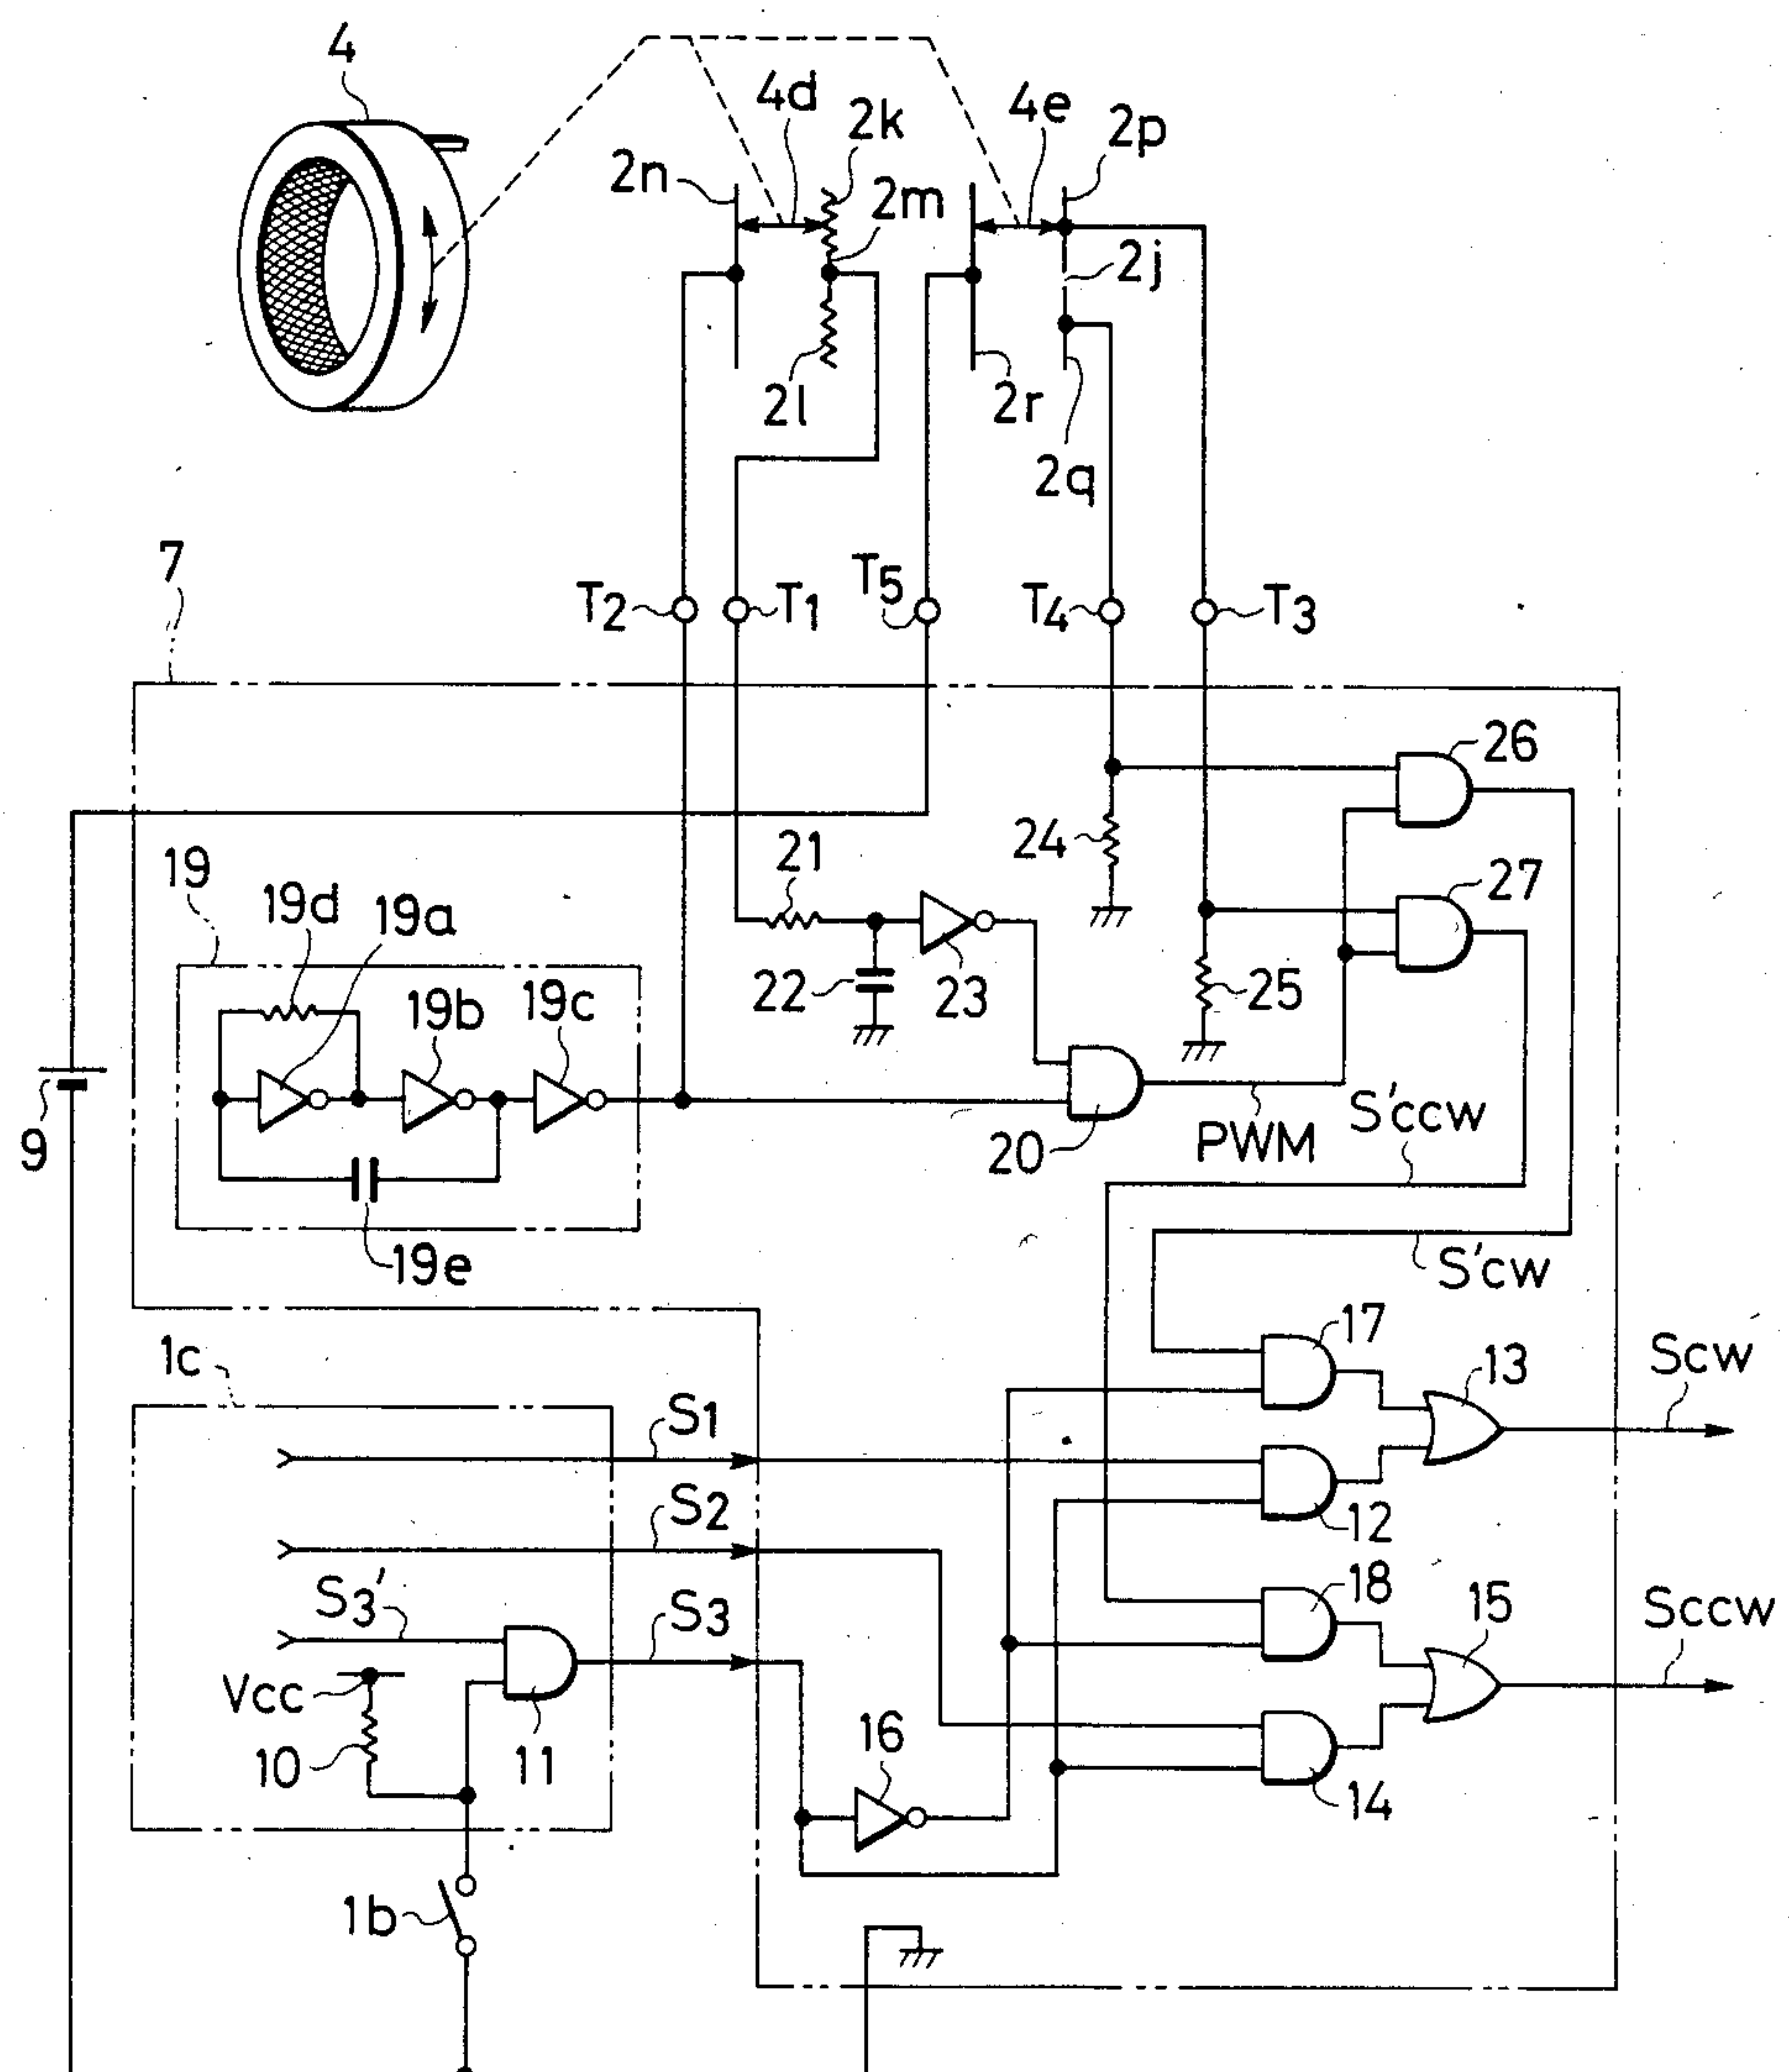 4
4d
2k
4e
2p
2n
2m
2j
2l
2r
2q
7
T2
T1
T5
T4
T3
26
24
21
27
19
19d
19a
22
23
25
19b
19c
9
20
PWM
S'ccw
19e
S'cw
1c
17
13
Scw
S1
12
S2
18
15
Sccw
S3'
S3
Vcc
10
11
16
14
1b